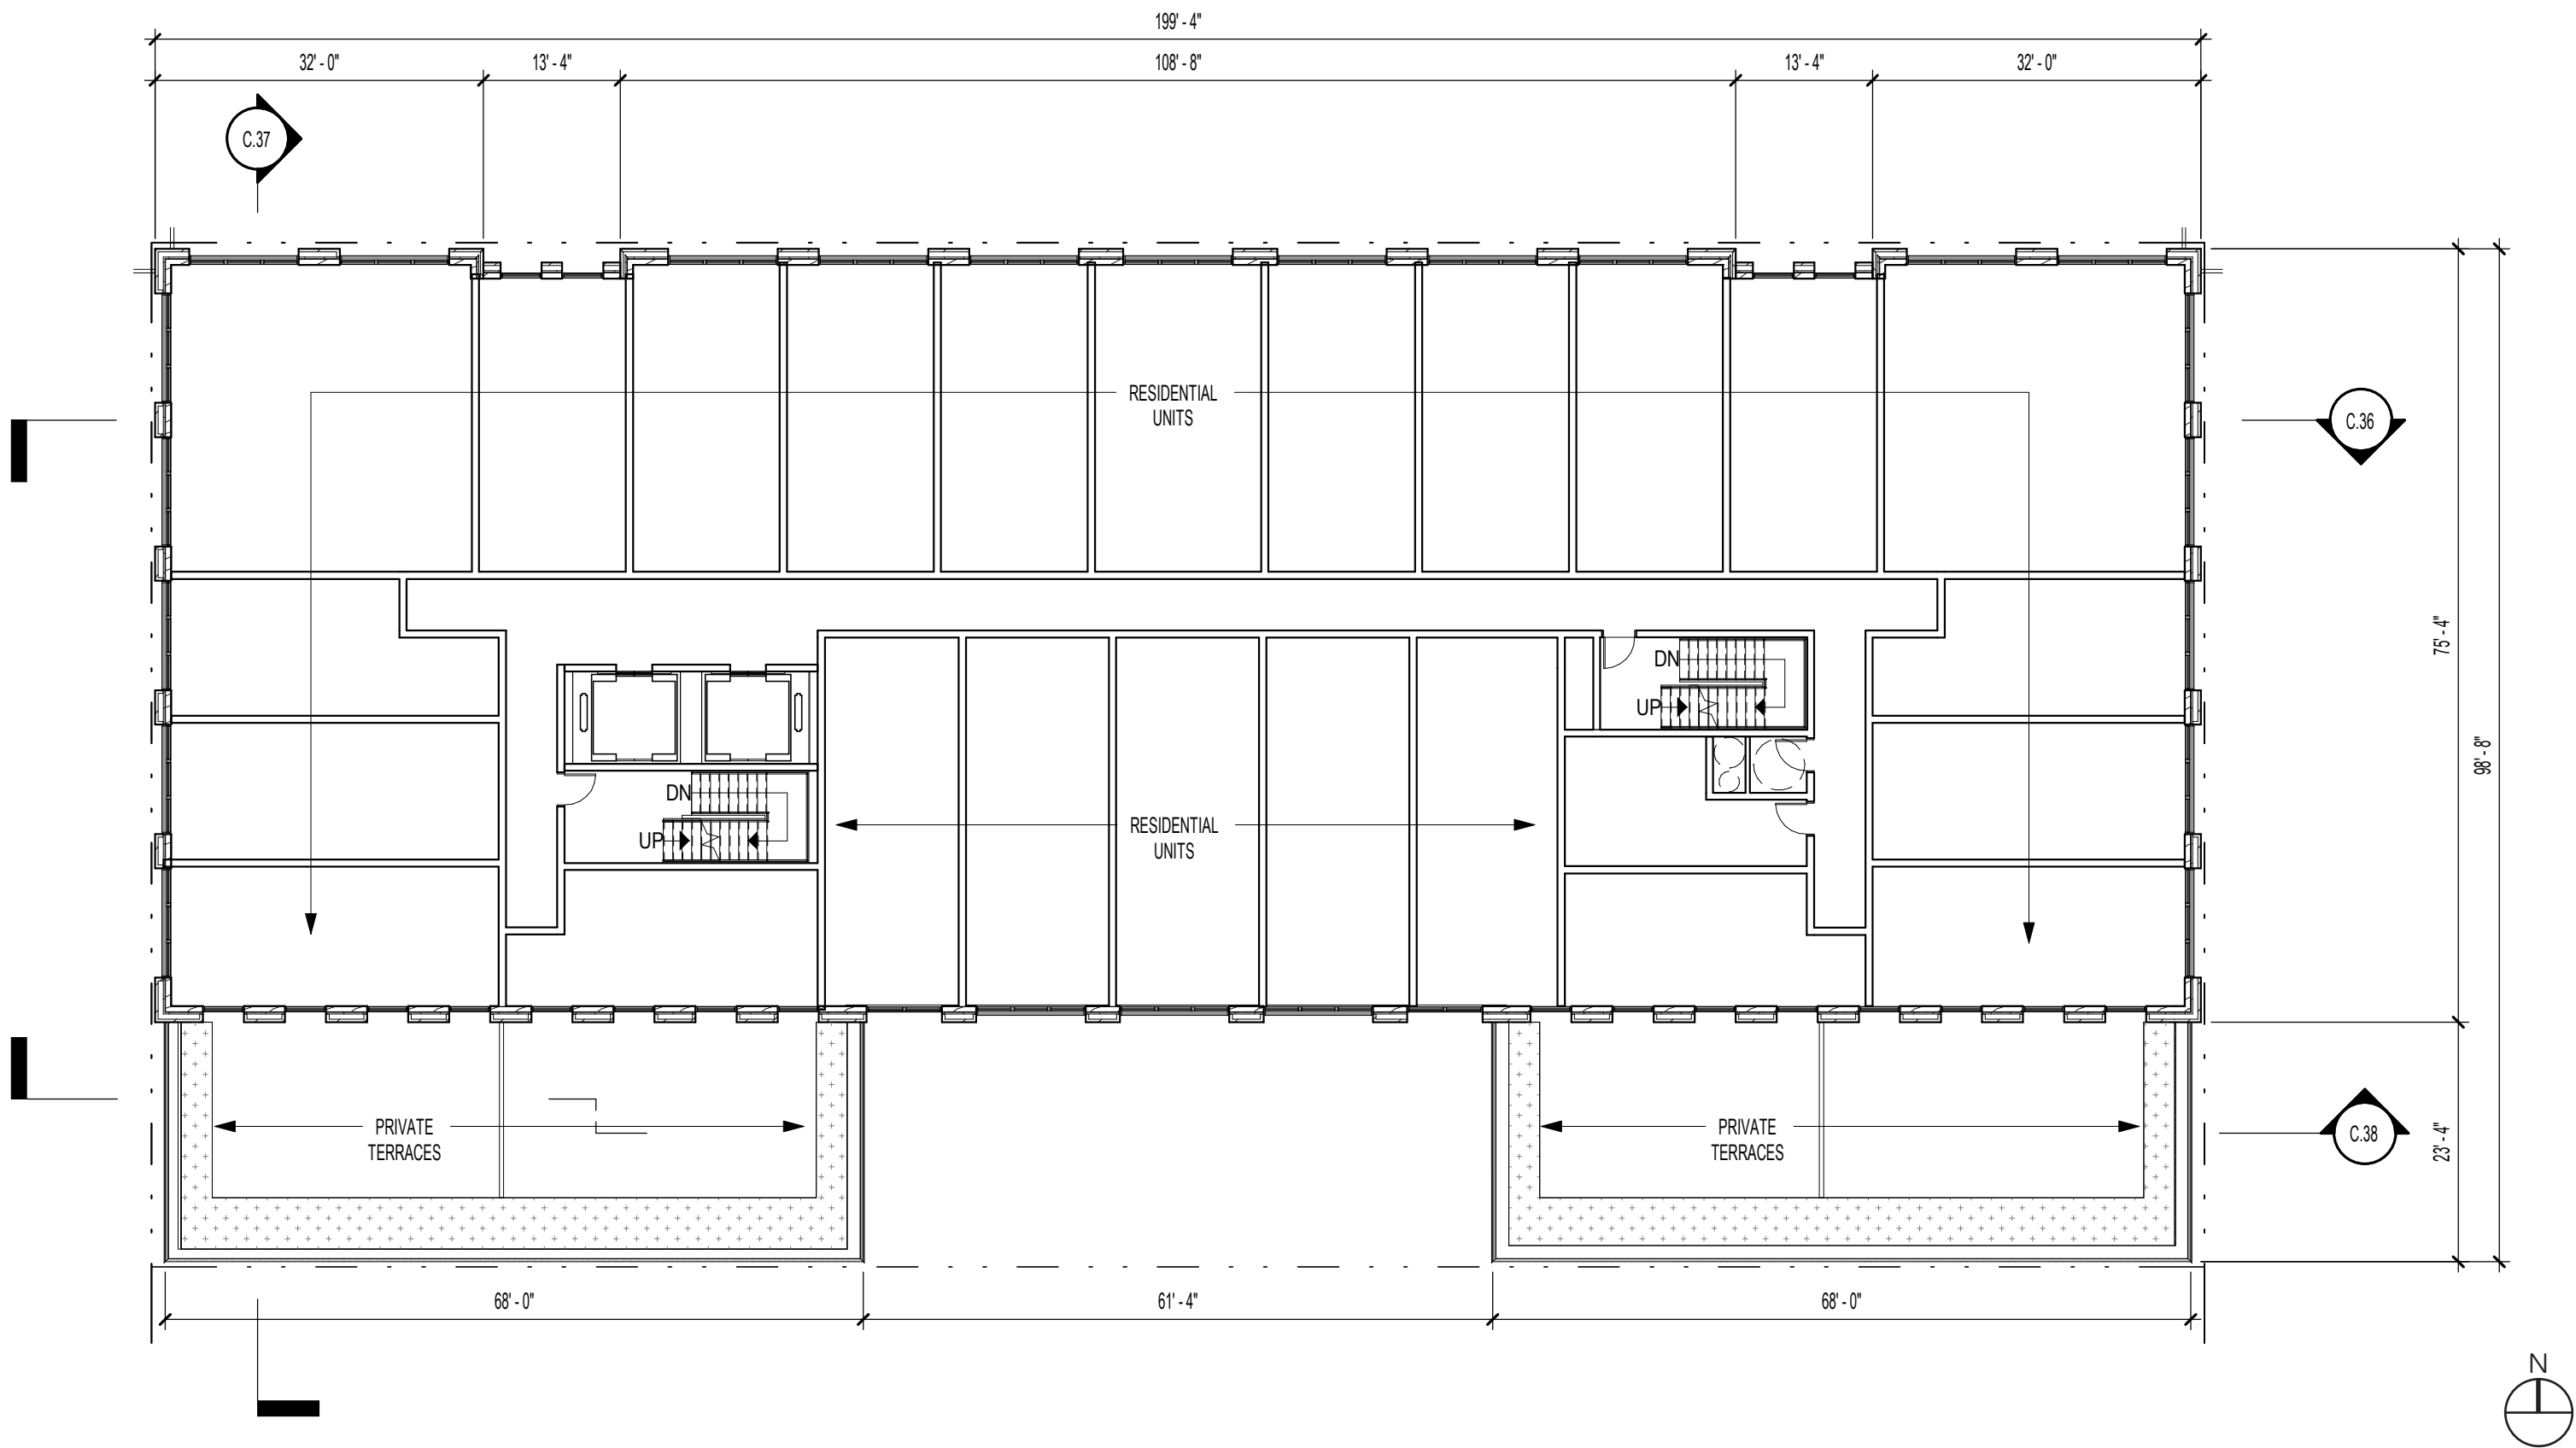 199' - 4"
32' - 0"
13' - 4"
108' - 8"
13' - 4"
32' - 0"
C.37
RESIDENTIAL
UNITS
C.36
75' - 4"
98' - 8"
DN
UP
DN
UP
RESIDENTIAL
UNITS
PRIVATE
TERRACES
PRIVATE
TERRACES
C.38
23' - 4"
68' - 0"
61' - 4"
68' - 0"
N